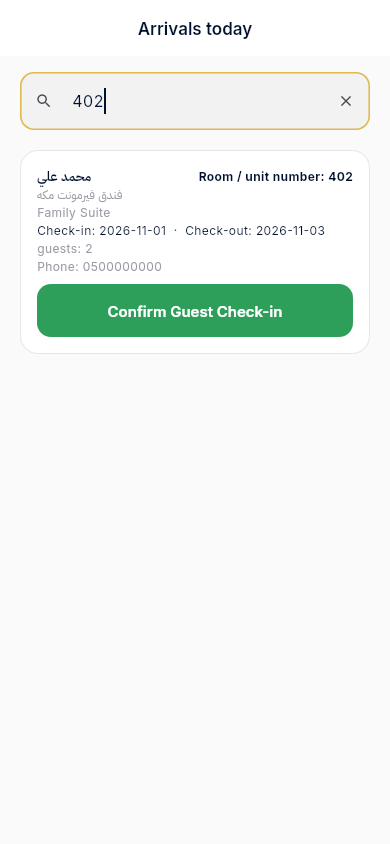 Arrivals today
402
محمد علي
Room / unit number: 402
فندق فيرمونت مكه
Family Suite
Check-in: 2026-11-01 · Check-out: 2026-11-03
guests: 2
Phone: 0500000000
Confirm Guest Check-in